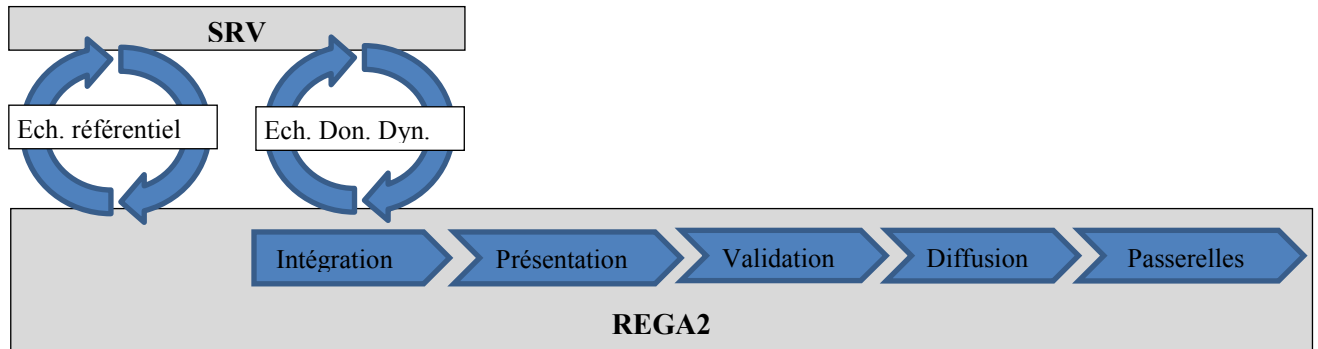 SRV
Ech. référentiel
Ech. Don. Dyn.
Intégration
Présentation
Validation
Diffusion
Passerelles
REGA2